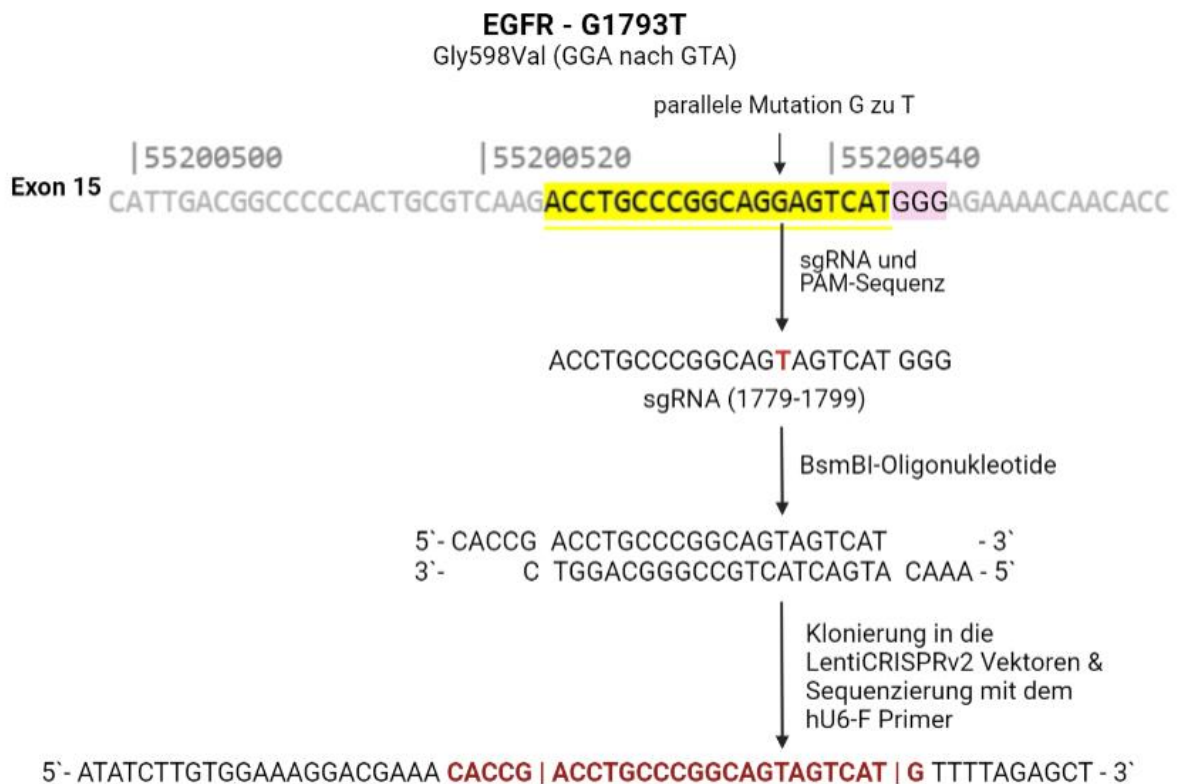 EGFR - G1793T
Gly598Val (GGA nach GTA)
parallele Mutation G zu T
|55200500 |55200520 |55200540
Exon 15 CATTGACGGCCCCCACTGCGTCAAGACCTGCCCGGCAGGAGTCATGGGAGAAAACAACACC
sgRNA und
PAM-Sequenz
ACCTGCCCGGCAGTAGTCAT GGG
sgRNA (1779-1799)
BsmBI-Oligonukleotide
5`- CACCG ACCTGCCCGGCAGTAGTCAT - 3`
3`- C TGGACGGGCCGTCATCAGTA CAAA - 5`
Klonierung in die
LentiCRISPRv2 Vektoren &
Sequenzierung mit dem
hU6-F Primer
5`- ATATCTTGTGGAAAGGACGAAA CACCG | ACCTGCCCGGCAGTAGTCAT | G TTTTAGAGCT - 3`